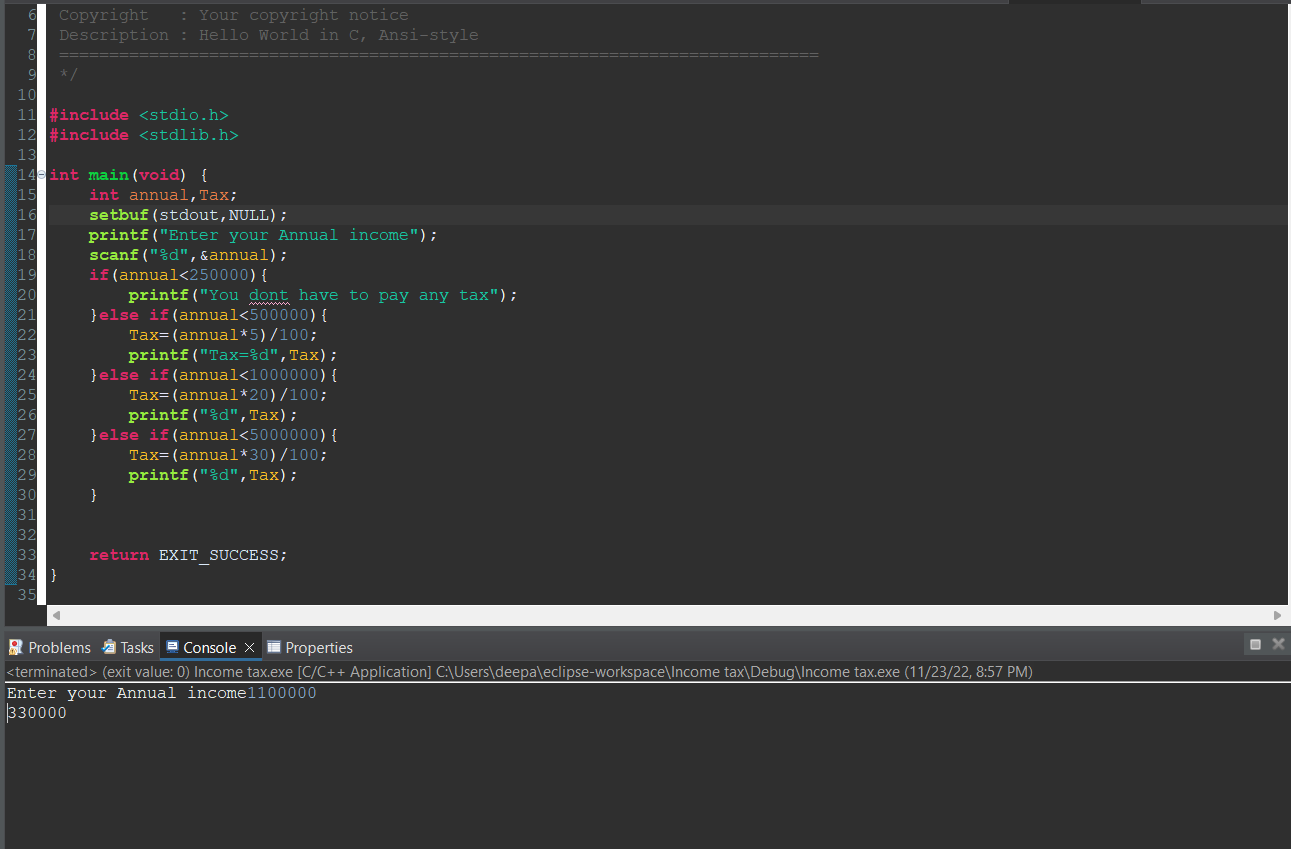 6 Copyright   : Your copyright notice
7 Description : Hello World in C, Ansi-style
8 ============================================================================
9 */
10
11 #include <stdio.h>
12 #include <stdlib.h>
13
14 int main(void) {
15     int annual,Tax;
16     setbuf(stdout,NULL);
17     printf("Enter your Annual income");
18     scanf("%d",&annual);
19     if(annual<250000){
20         printf("You dont have to pay any tax");
21     }else if(annual<500000){
22         Tax=(annual*5)/100;
23         printf("Tax=%d",Tax);
24     }else if(annual<1000000){
25         Tax=(annual*20)/100;
26         printf("%d",Tax);
27     }else if(annual<5000000){
28         Tax=(annual*30)/100;
29         printf("%d",Tax);
30     }
31
32
33     return EXIT_SUCCESS;
34 }
35
Problems Tasks Console Properties
<terminated> (exit value: 0) Income tax.exe [C/C++ Application] C:\Users\deepa\eclipse-workspace\Income tax\Debug\Income tax.exe (11/23/22, 8:57 PM)
Enter your Annual income1100000
330000